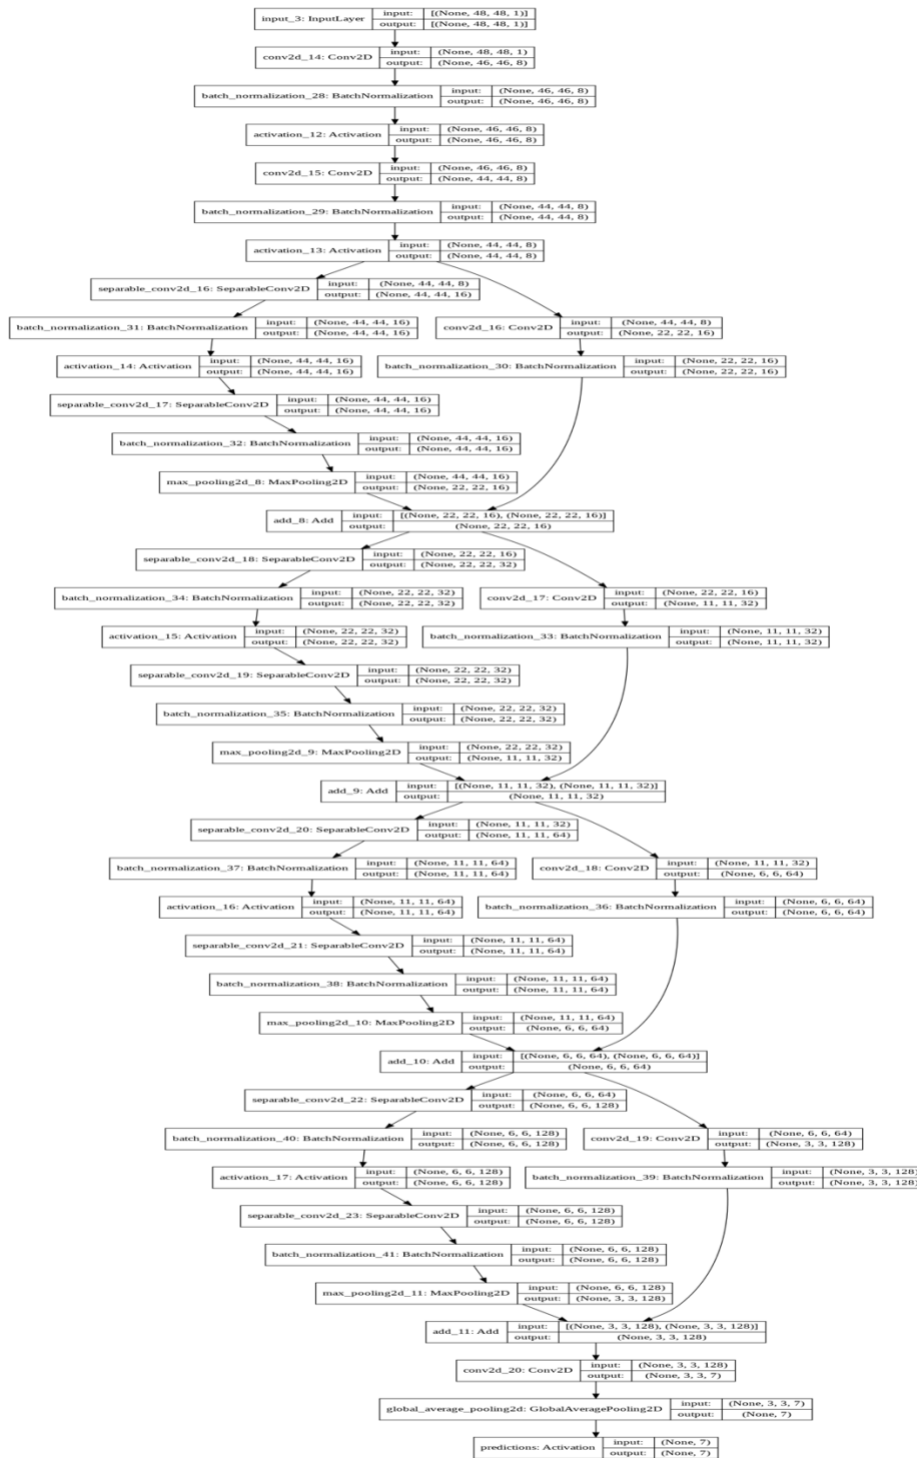 input_3: InputLayer
input: [(None, 48, 48, 1)]
output: [(None, 48, 48, 1)]
conv2d_14: Conv2D
input: (None, 48, 48, 1)
output: (None, 46, 46, 8)
batch_normalization_28: BatchNormalization
input: (None, 46, 46, 8)
output: (None, 46, 46, 8)
activation_12: Activation
input: (None, 46, 46, 8)
output: (None, 46, 46, 8)
conv2d_15: Conv2D
input: (None, 46, 46, 8)
output: (None, 44, 44, 8)
batch_normalization_29: BatchNormalization
input: (None, 44, 44, 8)
output: (None, 44, 44, 8)
activation_13: Activation
input: (None, 44, 44, 8)
output: (None, 44, 44, 8)
separable_conv2d_16: SeparableConv2D
input: (None, 44, 44, 8)
output: (None, 44, 44, 16)
batch_normalization_31: BatchNormalization
input: (None, 44, 44, 16)
output: (None, 44, 44, 16)
conv2d_16: Conv2D
input: (None, 44, 44, 8)
output: (None, 22, 22, 16)
activation_14: Activation
input: (None, 44, 44, 16)
output: (None, 44, 44, 16)
batch_normalization_30: BatchNormalization
input: (None, 22, 22, 16)
output: (None, 22, 22, 16)
separable_conv2d_17: SeparableConv2D
input: (None, 44, 44, 16)
output: (None, 44, 44, 16)
batch_normalization_32: BatchNormalization
input: (None, 44, 44, 16)
output: (None, 44, 44, 16)
max_pooling2d_8: MaxPooling2D
input: (None, 44, 44, 16)
output: (None, 22, 22, 16)
add_8: Add
input: [(None, 22, 22, 16), (None, 22, 22, 16)]
output: (None, 22, 22, 16)
separable_conv2d_18: SeparableConv2D
input: (None, 22, 22, 16)
output: (None, 22, 22, 32)
batch_normalization_34: BatchNormalization
input: (None, 22, 22, 32)
output: (None, 22, 22, 32)
conv2d_17: Conv2D
input: (None, 22, 22, 16)
output: (None, 11, 11, 32)
activation_15: Activation
input: (None, 22, 22, 32)
output: (None, 22, 22, 32)
batch_normalization_33: BatchNormalization
input: (None, 11, 11, 32)
output: (None, 11, 11, 32)
separable_conv2d_19: SeparableConv2D
input: (None, 22, 22, 32)
output: (None, 22, 22, 32)
batch_normalization_35: BatchNormalization
input: (None, 22, 22, 32)
output: (None, 22, 22, 32)
max_pooling2d_9: MaxPooling2D
input: (None, 22, 22, 32)
output: (None, 11, 11, 32)
add_9: Add
input: [(None, 11, 11, 32), (None, 11, 11, 32)]
output: (None, 11, 11, 32)
separable_conv2d_20: SeparableConv2D
input: (None, 11, 11, 32)
output: (None, 11, 11, 64)
batch_normalization_37: BatchNormalization
input: (None, 11, 11, 64)
output: (None, 11, 11, 64)
conv2d_18: Conv2D
input: (None, 11, 11, 32)
output: (None, 6, 6, 64)
activation_16: Activation
input: (None, 11, 11, 64)
output: (None, 11, 11, 64)
batch_normalization_36: BatchNormalization
input: (None, 6, 6, 64)
output: (None, 6, 6, 64)
separable_conv2d_21: SeparableConv2D
input: (None, 11, 11, 64)
output: (None, 11, 11, 64)
batch_normalization_38: BatchNormalization
input: (None, 11, 11, 64)
output: (None, 11, 11, 64)
max_pooling2d_10: MaxPooling2D
input: (None, 11, 11, 64)
output: (None, 6, 6, 64)
add_10: Add
input: [(None, 6, 6, 64), (None, 6, 6, 64)]
output: (None, 6, 6, 64)
separable_conv2d_22: SeparableConv2D
input: (None, 6, 6, 64)
output: (None, 6, 6, 128)
batch_normalization_40: BatchNormalization
input: (None, 6, 6, 128)
output: (None, 6, 6, 128)
conv2d_19: Conv2D
input: (None, 6, 6, 64)
output: (None, 3, 3, 128)
activation_17: Activation
input: (None, 6, 6, 128)
output: (None, 6, 6, 128)
batch_normalization_39: BatchNormalization
input: (None, 3, 3, 128)
output: (None, 3, 3, 128)
separable_conv2d_23: SeparableConv2D
input: (None, 6, 6, 128)
output: (None, 6, 6, 128)
batch_normalization_41: BatchNormalization
input: (None, 6, 6, 128)
output: (None, 6, 6, 128)
max_pooling2d_11: MaxPooling2D
input: (None, 6, 6, 128)
output: (None, 3, 3, 128)
add_11: Add
input: [(None, 3, 3, 128), (None, 3, 3, 128)]
output: (None, 3, 3, 128)
conv2d_20: Conv2D
input: (None, 3, 3, 128)
output: (None, 3, 3, 7)
global_average_pooling2d: GlobalAveragePooling2D
input: (None, 3, 3, 7)
output: (None, 7)
predictions: Activation
input: (None, 7)
output: (None, 7)